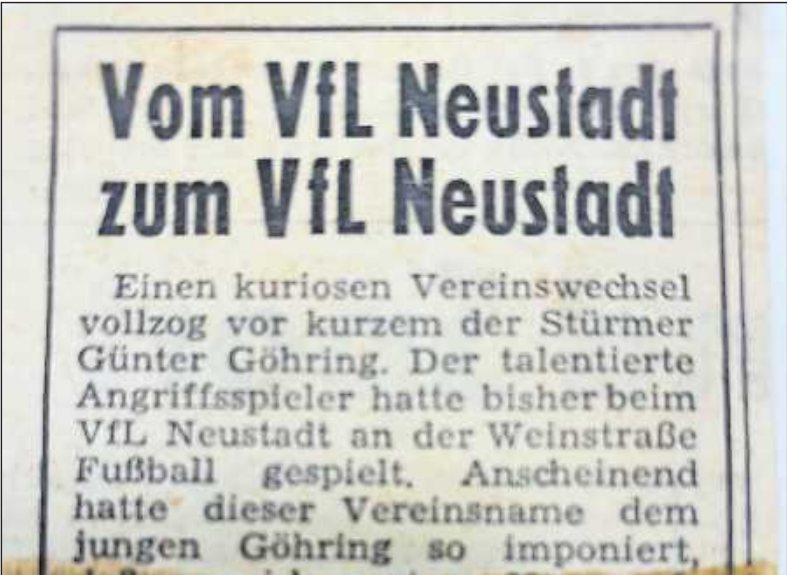 Vom VfL Neustadt
zum VfL Neustadt
Einen kuriosen Vereinswechsel
vollzog vor kurzem der Stürmer
Günter Göhring. Der talentierte
Angriffsspieler hatte bisher beim
VfL Neustadt an der Weinstraße
Fußball gespielt. Anscheinend
hatte dieser Vereinsname dem
jungen Göhring so imponiert,